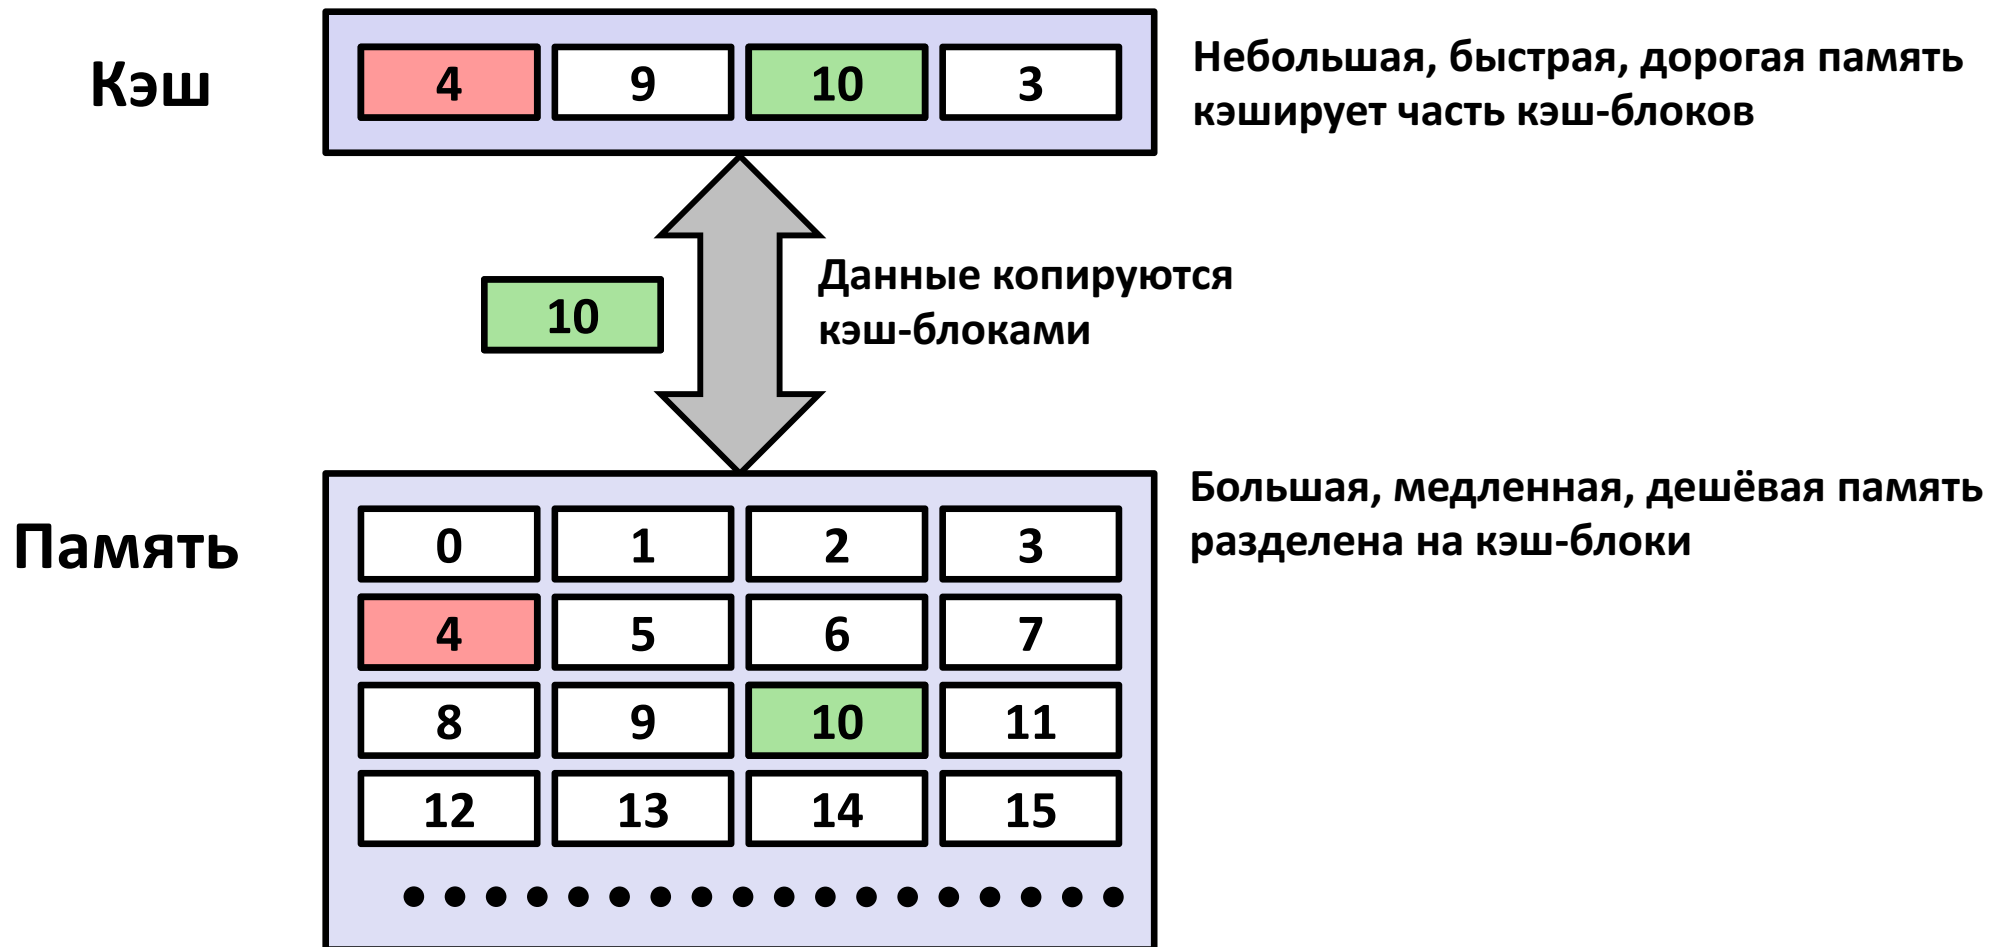 Кэш
4 9 10 3
Небольшая, быстрая, дорогая память
кэширует часть кэш-блоков
10
Данные копируются
кэш-блоками
Память
0 1 2 3
4 5 6 7
8 9 10 11
12 13 14 15
Большая, медленная, дешёвая память
разделена на кэш-блоки